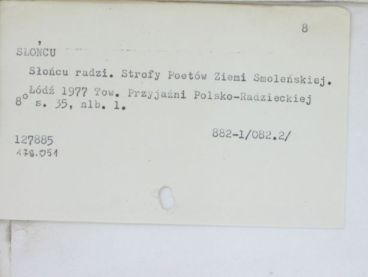 8
SŁOŃCU
Słońcu radzi. Strofy Poetów Ziemi Smoleńskiej.
Łódź 1977 Tow. Przyjaźni Polsko-Radzieckiej
8° s. 35, nlb. 1.
127885 882-1/082.2/